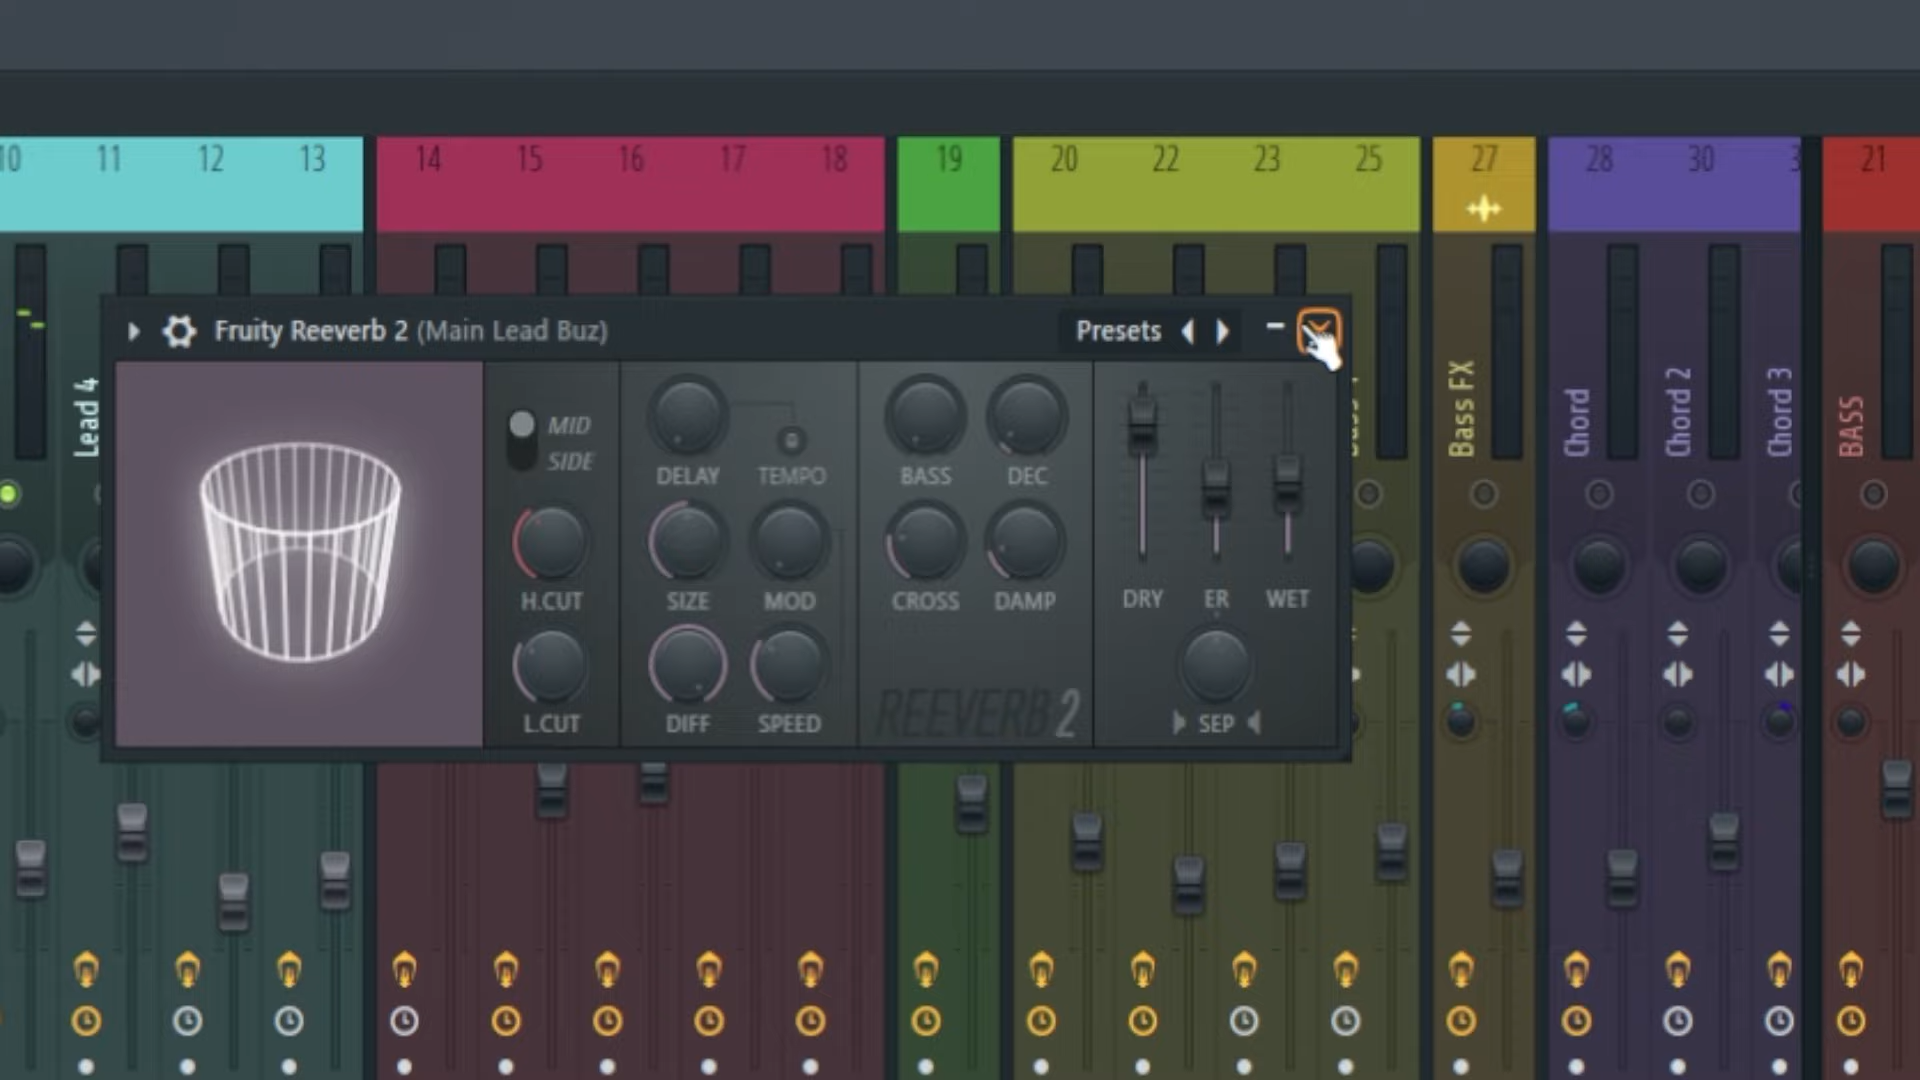 10 11 12 13 14 15 16 17 18 19 20 22 23 25 27 28 30 21
Fruity Reeverb 2 (Main Lead Buz) Presets
Lead 4
MID
SIDE
H.CUT
L.CUT
DELAY TEMPO
SIZE MOD
DIFF SPEED
BASS DEC
CROSS DAMP
REEVERB 2
DRY ER WET
SEP
Bass FX
Chord
Chord 2
Chord 3
BASS